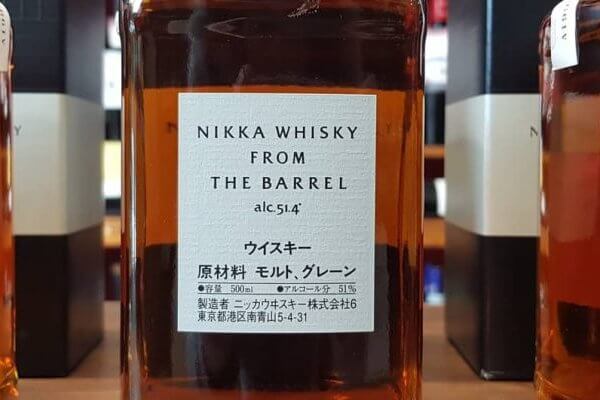 NIKKA WHISKY
FROM
THE BARREL
alc.51.4°
ウイスキー
原材料 モルト、グレーン
●容量 500ml ●アルコール分 51%
製造者 ニッカウヰスキー株式会社6
東京都港区南青山5-4-31